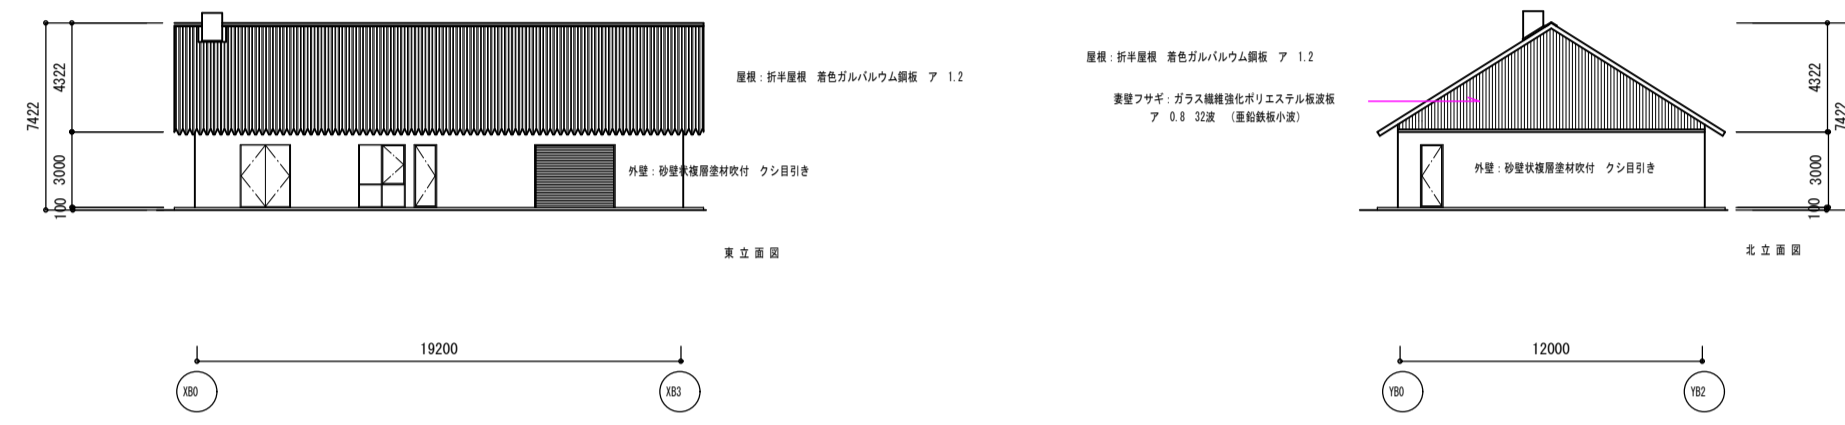 7422
4322
3000
100
屋根：折半屋根　着色ガルバルウム鋼板　ア　1.2
外壁：砂壁状複層塗材吹付　クシ目引き
東 立 面 図
19200
XB0
XB3
屋根：折半屋根　着色ガルバルウム鋼板　ア　1.2
妻壁フサギ：ガラス繊維強化ポリエステル板波板
ア　0.8　32波　（亜鉛鉄板小波）
外壁：砂壁状複層塗材吹付　クシ目引き
4322
7422
3000
100
北 立 面 図
12000
YB0
YB2